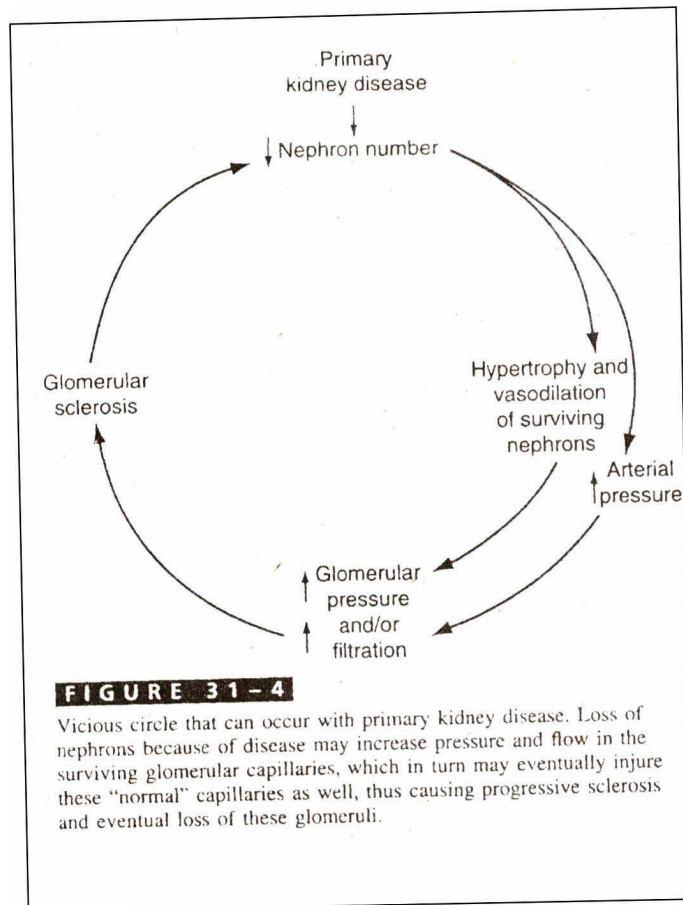 Primary
kidney disease
↓ Nephron number
Hypertrophy and
vasodilation
of surviving
nephrons
Glomerular
sclerosis
↑ Arterial
pressure
↑ Glomerular
pressure
and/or
↑ filtration
FIGURE 31–4
Vicious circle that can occur with primary kidney disease. Loss of
nephrons because of disease may increase pressure and flow in the
surviving glomerular capillaries, which in turn may eventually injure
these “normal” capillaries as well, thus causing progressive sclerosis
and eventual loss of these glomeruli.